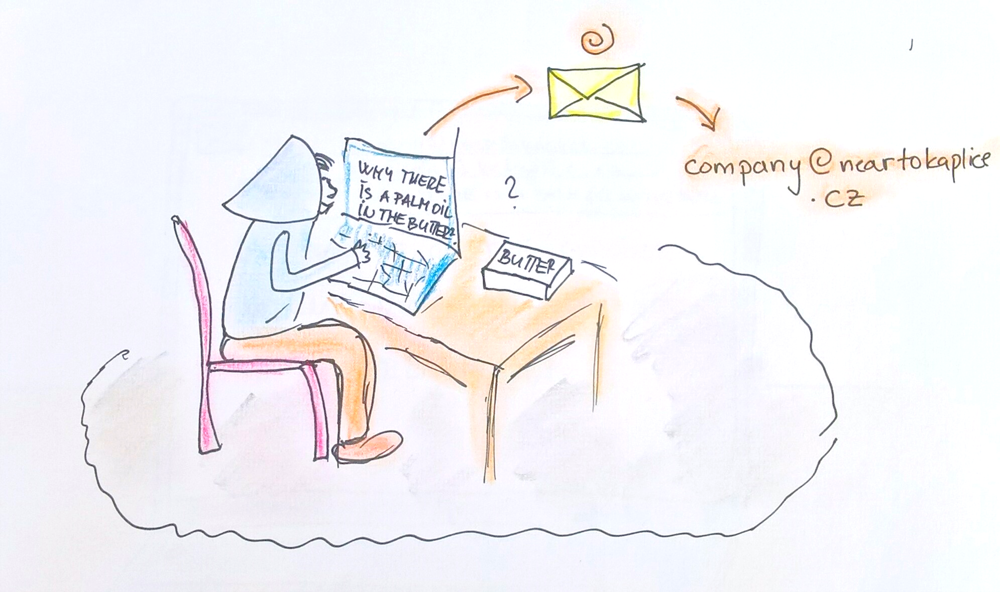 WHY THERE
IS A PALM OIL
IN THE BUTTER?
?
BUTTER
company@neartokaplice
.CZ